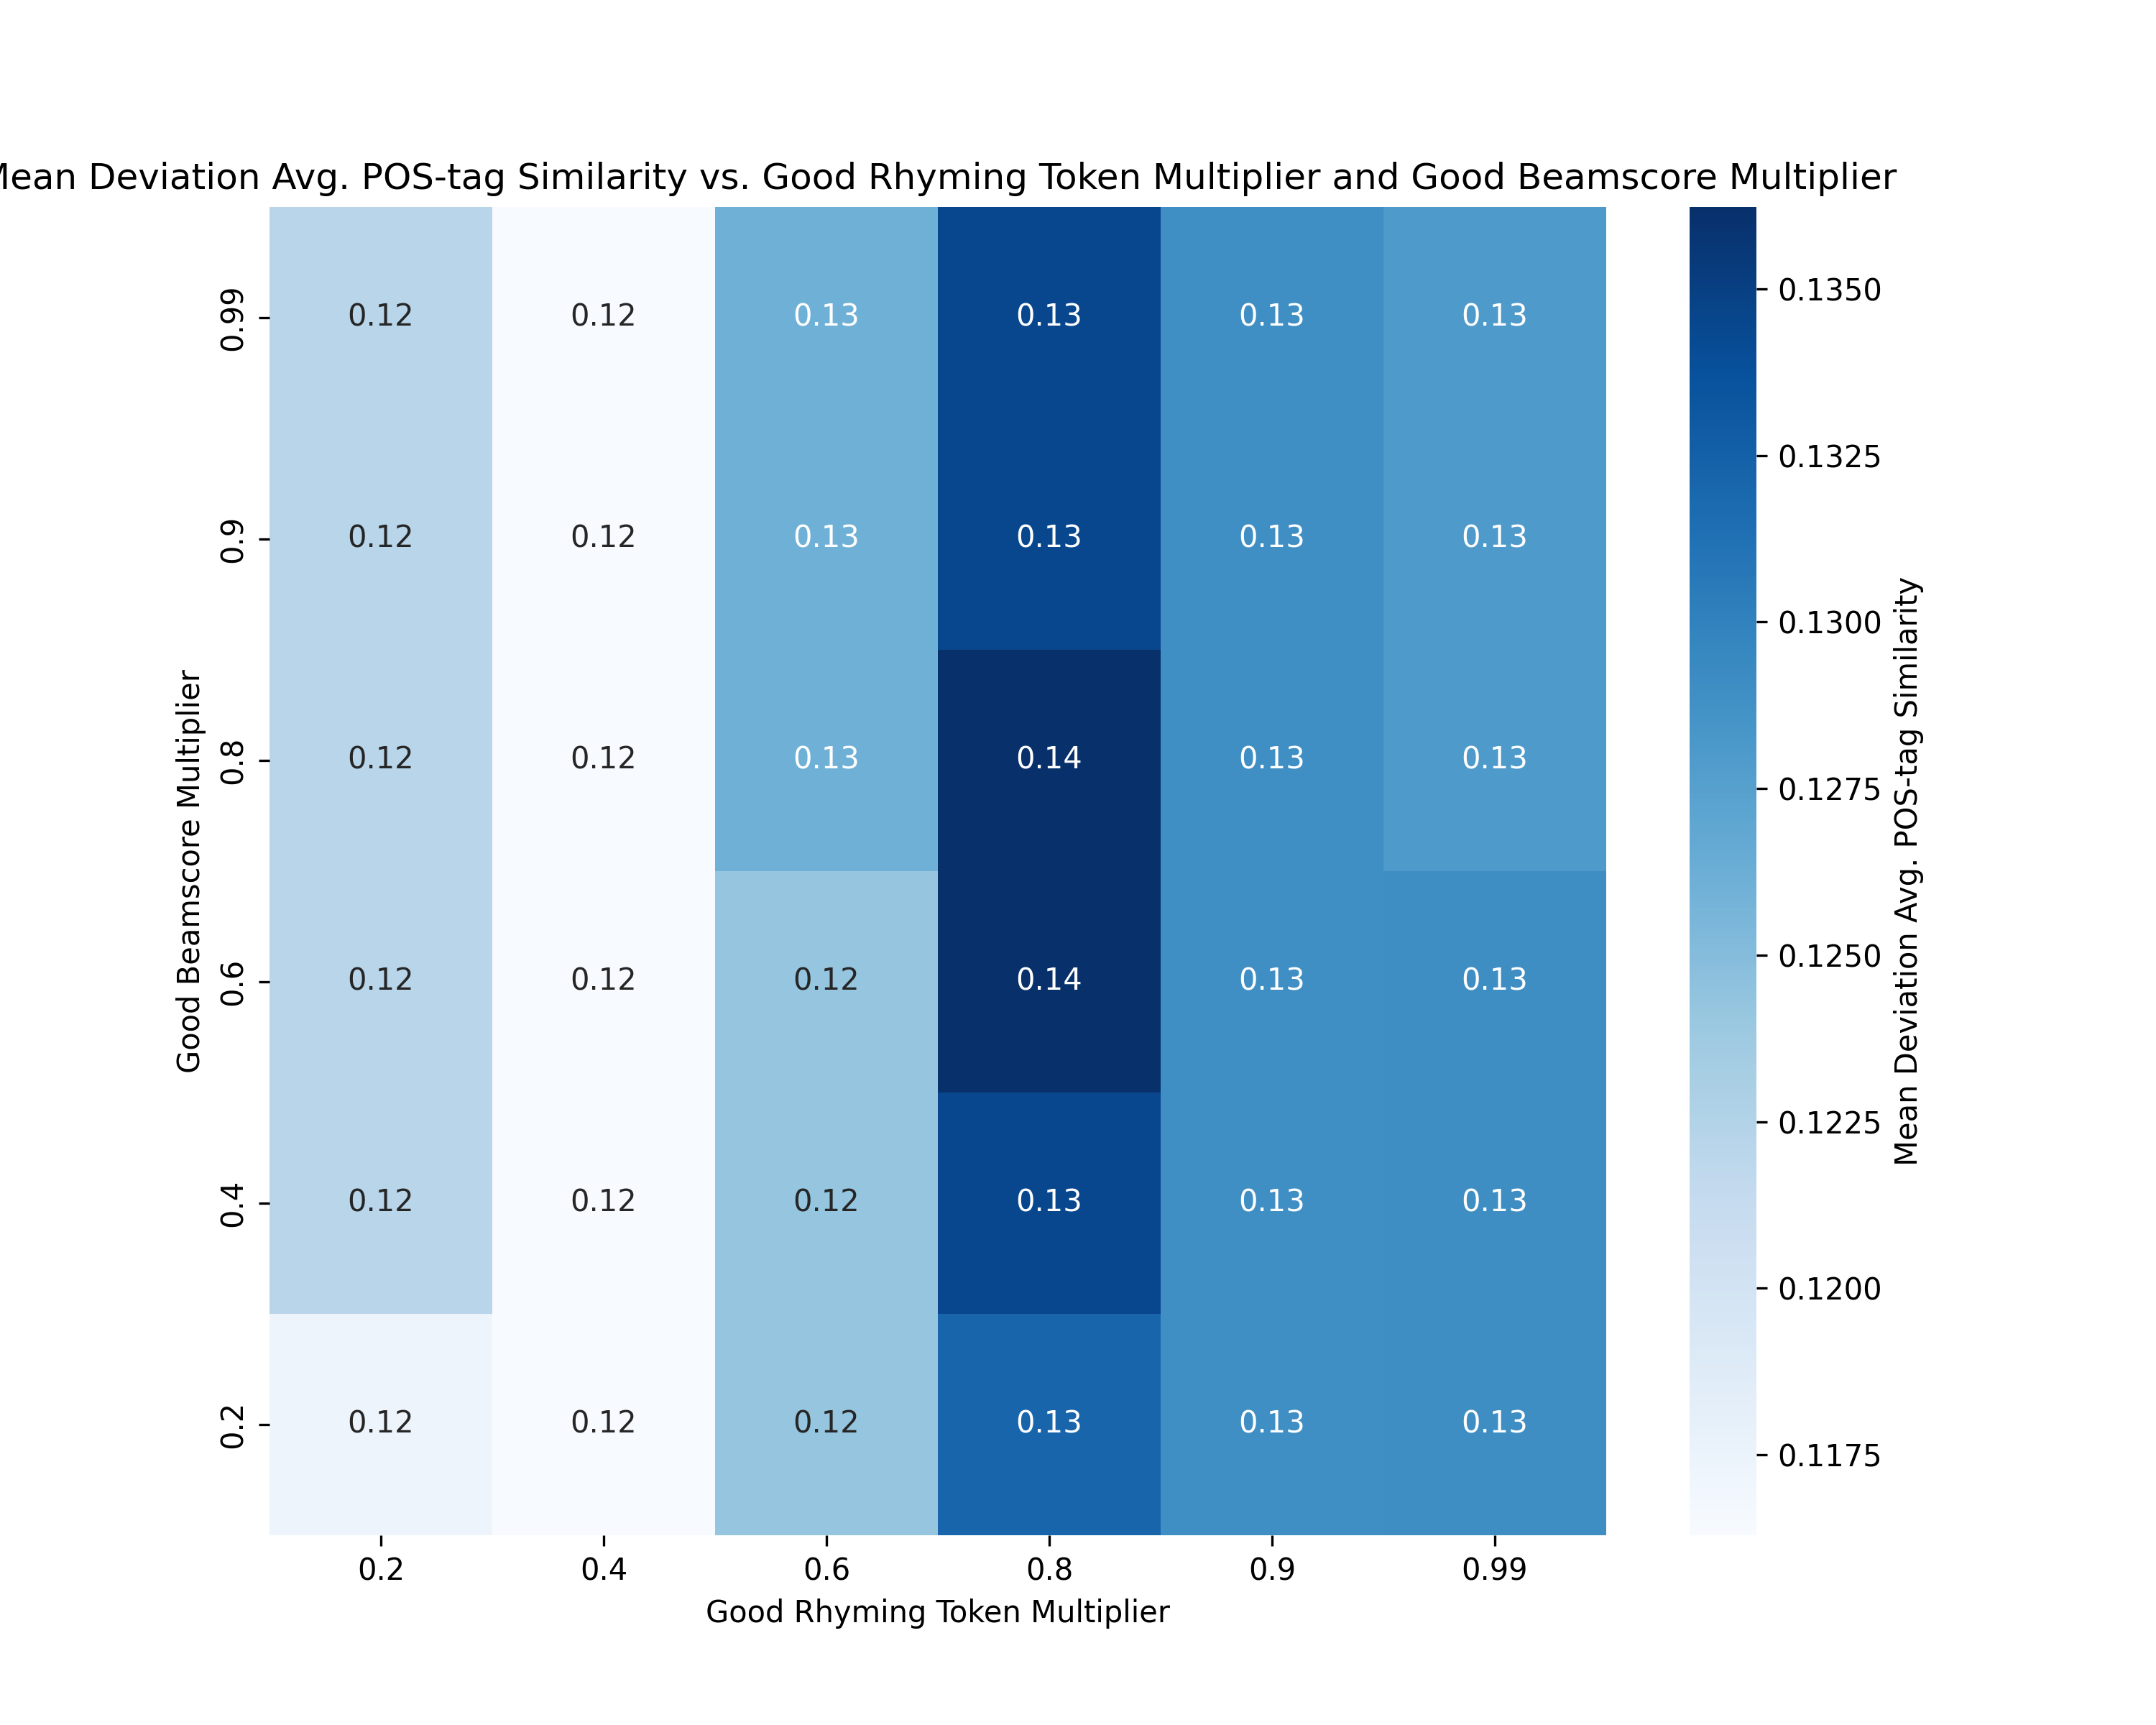 Mean Deviation Avg. POS-tag Similarity vs. Good Rhyming Token Multiplier and Good Beamscore Multiplier
0.99 0.12 0.12 0.13 0.13 0.13 0.13
0.9 0.12 0.12 0.13 0.13 0.13 0.13
0.8 0.12 0.12 0.13 0.14 0.13 0.13
0.6 0.12 0.12 0.12 0.14 0.13 0.13
0.4 0.12 0.12 0.12 0.13 0.13 0.13
0.2 0.12 0.12 0.12 0.13 0.13 0.13
0.2 0.4 0.6 0.8 0.9 0.99
Good Rhyming Token Multiplier
Good Beamscore Multiplier
0.1350
0.1325
0.1300
0.1275
0.1250
0.1225
0.1200
0.1175
Mean Deviation Avg. POS-tag Similarity